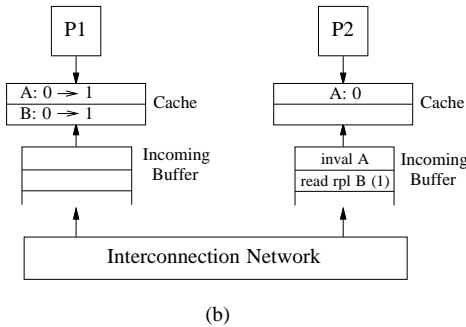 P1
P2
A: 0 → 1
B: 0 → 1
Cache
A: 0
Cache
Incoming
Buffer
inval A
read rpl B (1)
Incoming
Buffer
Interconnection Network
(b)